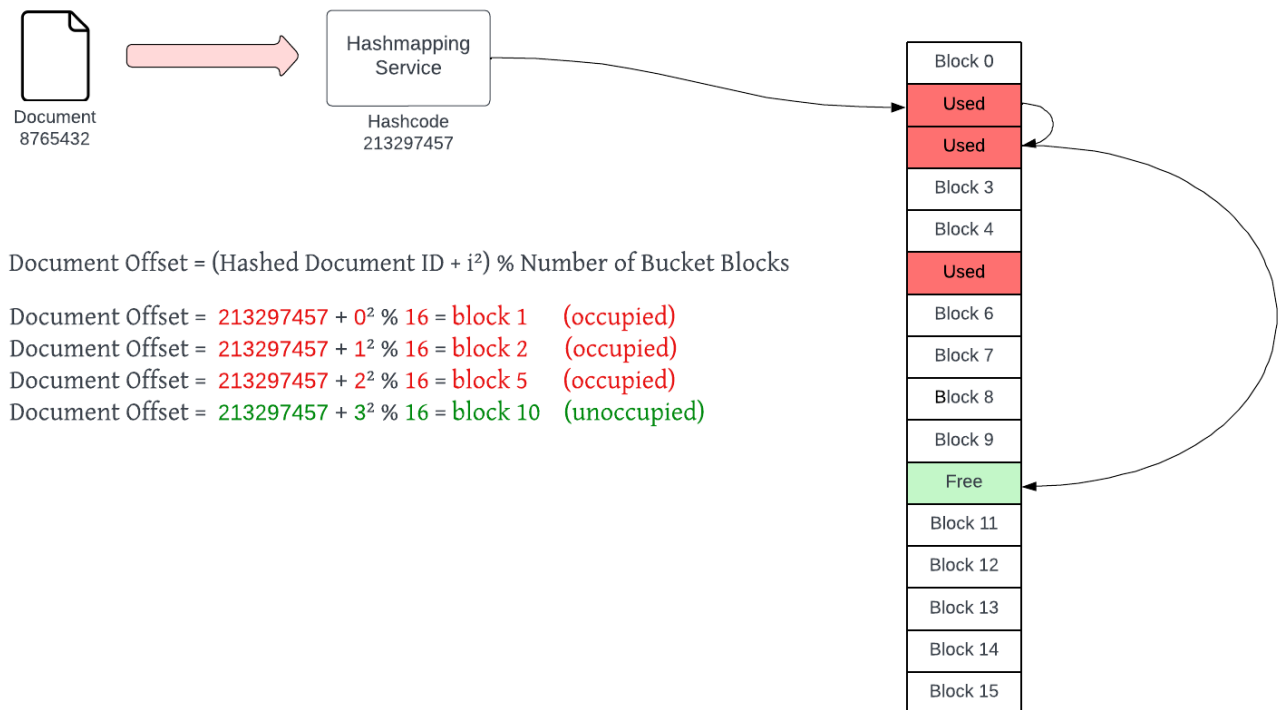 Document
8765432
Hashmapping
Service
Hashcode
213297457
Document Offset = (Hashed Document ID + i²) % Number of Bucket Blocks
Document Offset = 213297457 + 0² % 16 = block 1 (occupied)
Document Offset = 213297457 + 1² % 16 = block 2 (occupied)
Document Offset = 213297457 + 2² % 16 = block 5 (occupied)
Document Offset = 213297457 + 3² % 16 = block 10 (unoccupied)
Block 0
Used
Used
Block 3
Block 4
Used
Block 6
Block 7
Block 8
Block 9
Free
Block 11
Block 12
Block 13
Block 14
Block 15